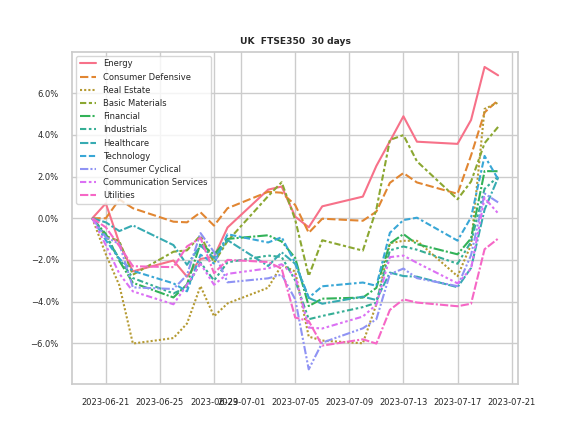 UK FTSE350 30 days
Energy
Consumer Defensive
Real Estate
Basic Materials
Financial
Industrials
Healthcare
Technology
Consumer Cyclical
Communication Services
Utilities
6.0%
4.0%
2.0%
0.0%
−2.0%
−4.0%
−6.0%
2023-06-21 2023-06-25 2023-06-29 2023-07-01 2023-07-05 2023-07-09 2023-07-13 2023-07-17 2023-07-21